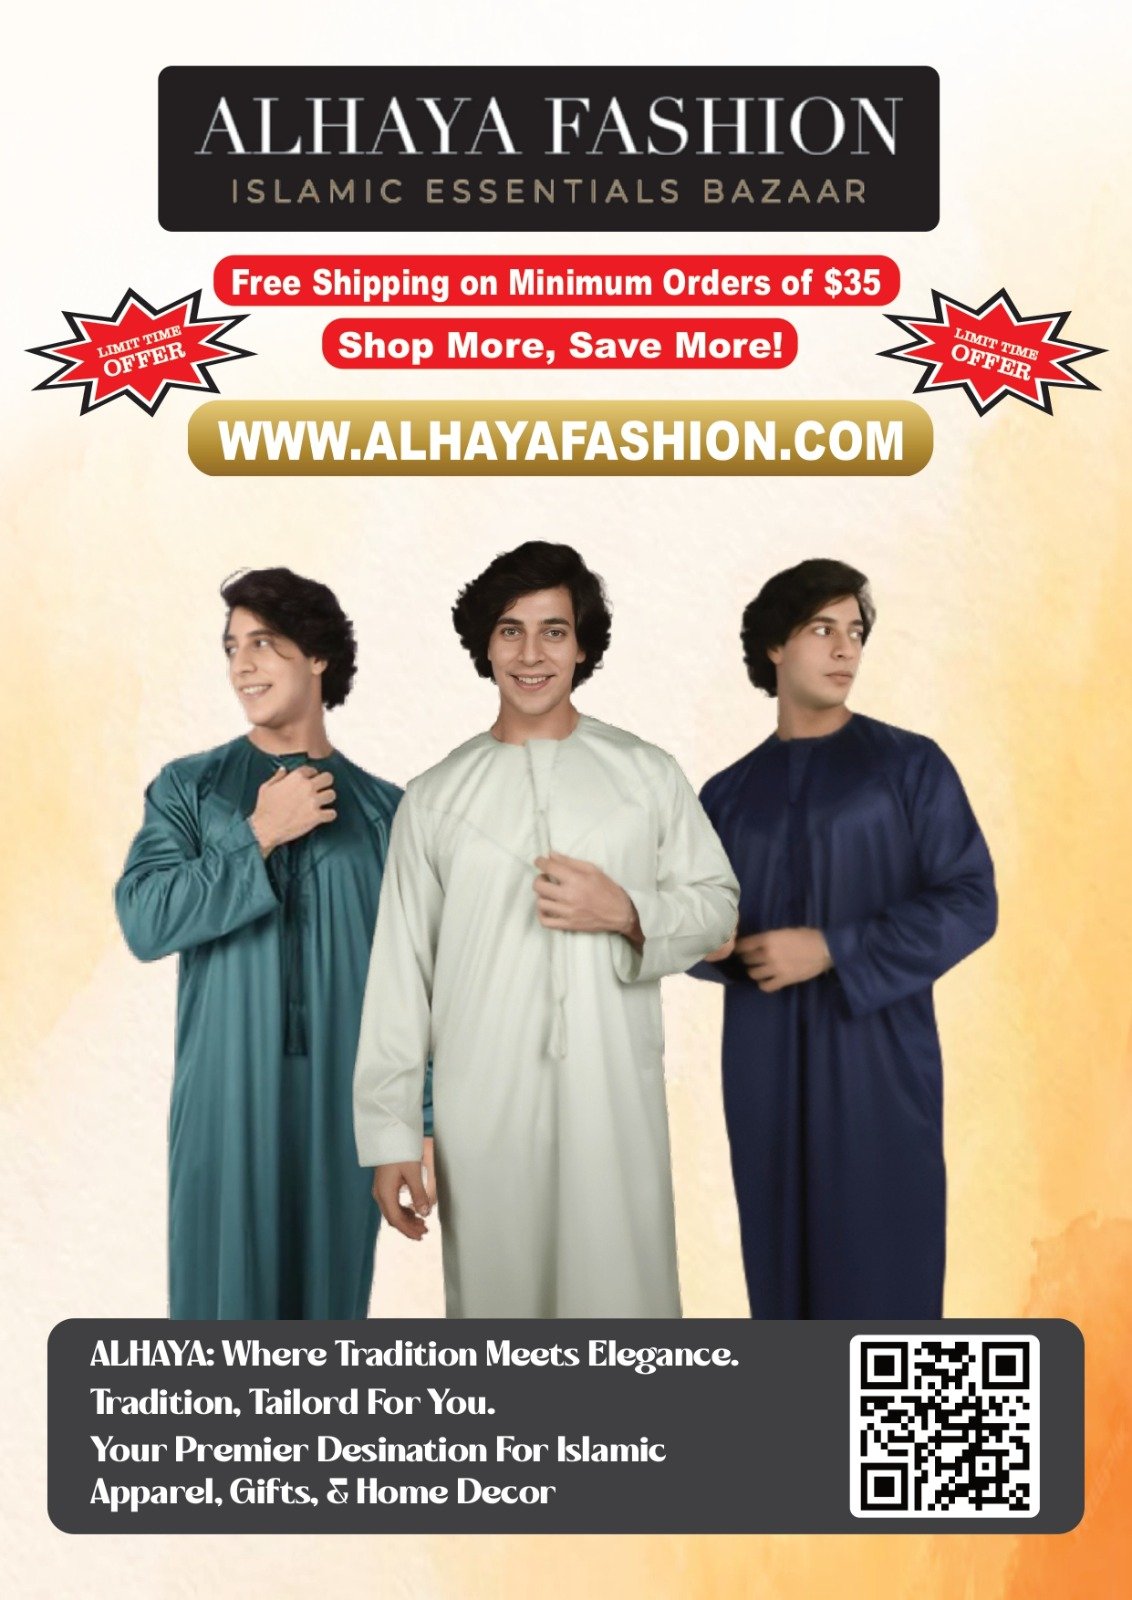 ALHAYA FASHION
ISLAMIC ESSENTIALS BAZAAR
Free Shipping on Minimum Orders of $35
Shop More, Save More!
LIMIT TIME
OFFER
LIMIT TIME
OFFER
WWW.ALHAYAFASHION.COM
ALHAYA: Where Tradition Meets Elegance.
Tradition, Tailord For You.
Your Premier Desination For Islamic
Apparel, Gifts, & Home Decor